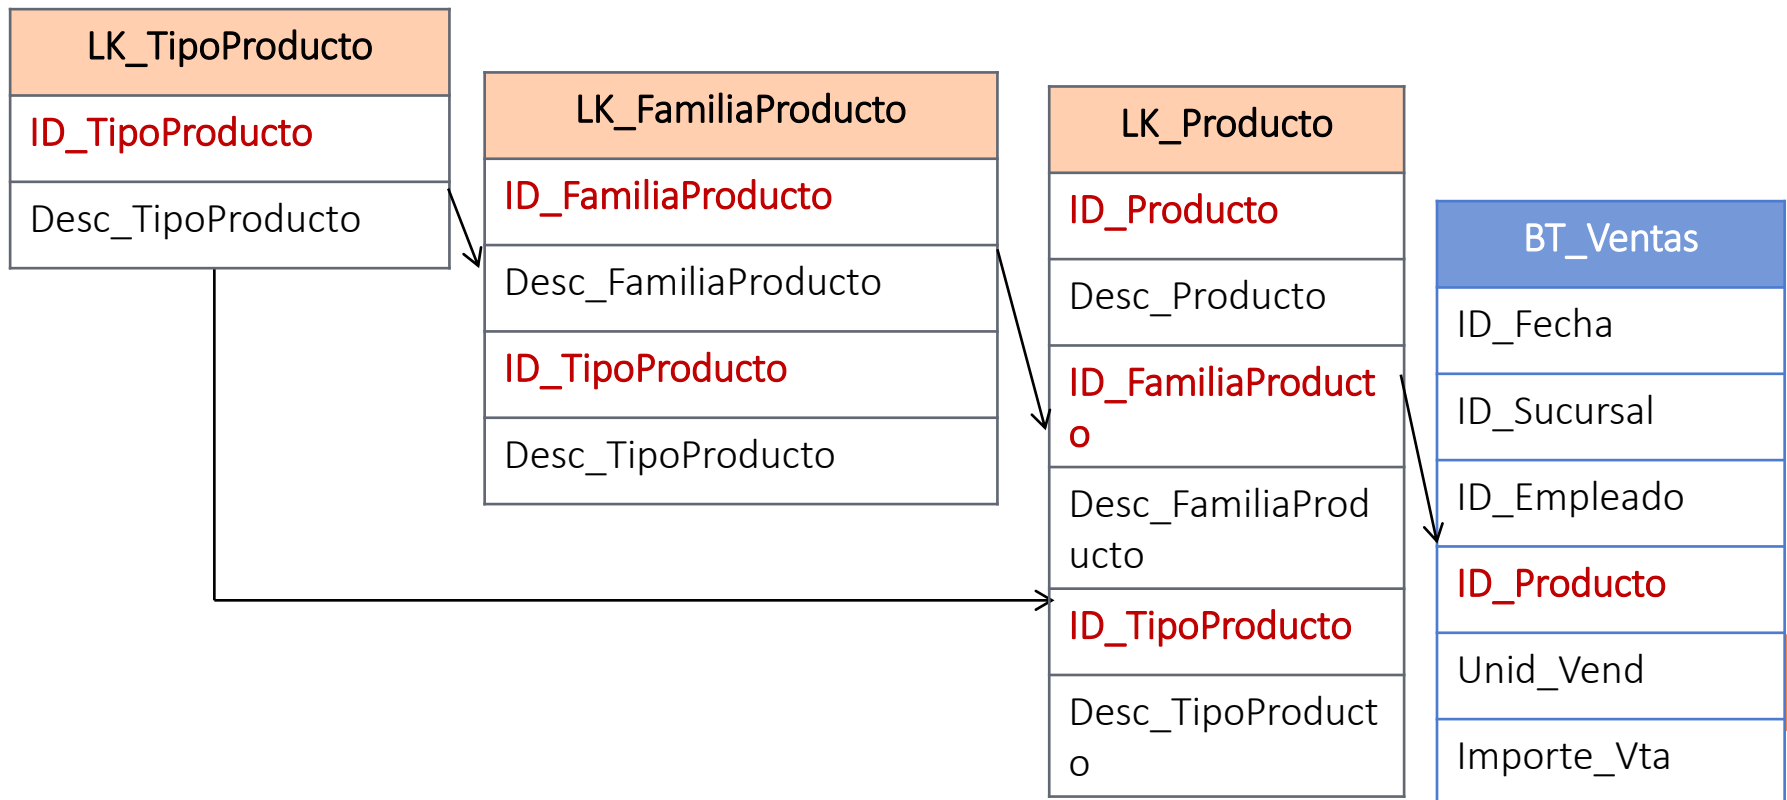 LK_TipoProducto
ID_TipoProducto
Desc_TipoProducto
LK_FamiliaProducto
ID_FamiliaProducto
Desc_FamiliaProducto
ID_TipoProducto
Desc_TipoProducto
LK_Producto
ID_Producto
Desc_Producto
ID_FamiliaProduct
o
Desc_FamiliaProd
ucto
ID_TipoProducto
Desc_TipoProduct
o
BT_Ventas
ID_Fecha
ID_Sucursal
ID_Empleado
ID_Producto
Unid_Vend
Importe_Vta